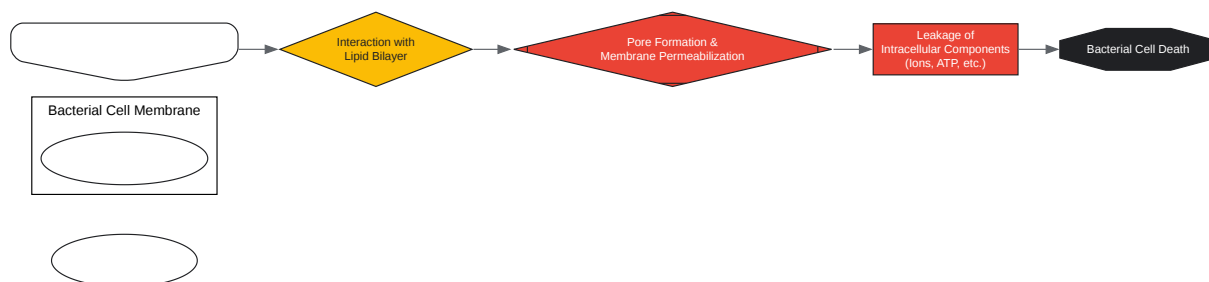 Interaction with
Lipid Bilayer
Pore Formation &
Membrane Permeabilization
Leakage of
Intracellular Components
(Ions, ATP, etc.)
Bacterial Cell Death
Bacterial Cell Membrane